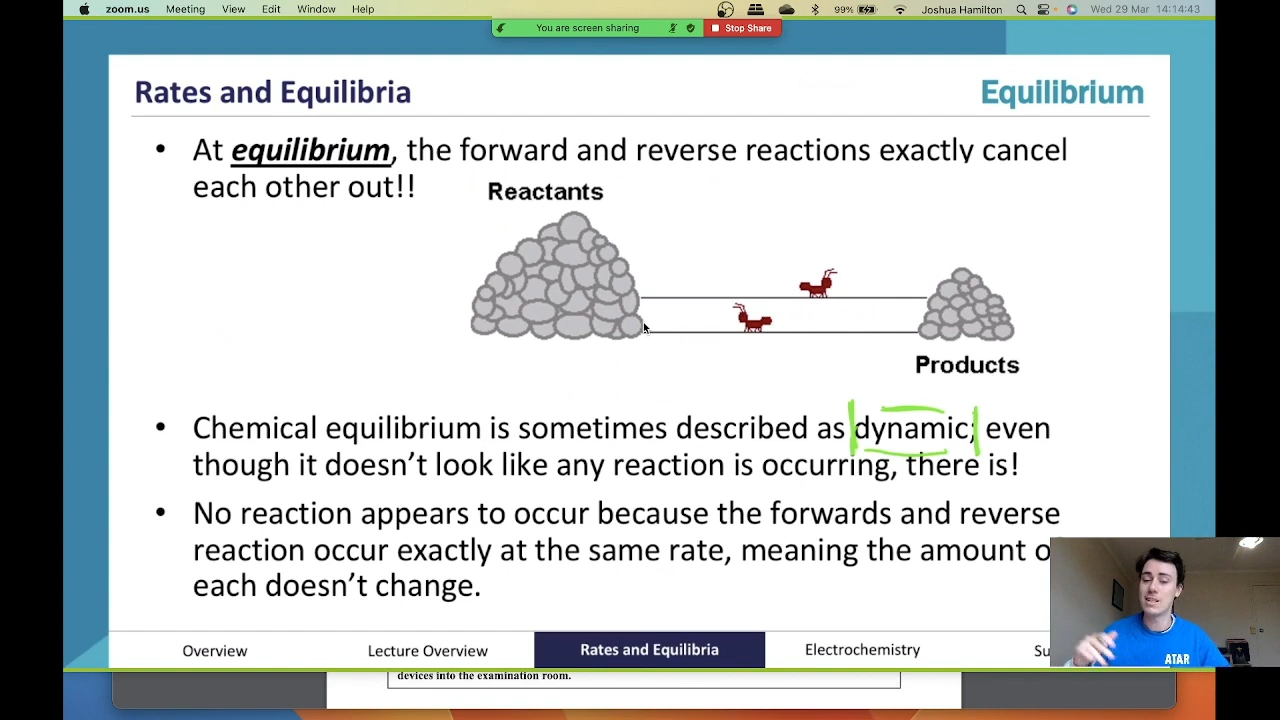 zoom.us Meeting View Edit Window Help 99% Joshua Hamilton Wed 29 Mar 14:14:43
You are screen sharing Stop Share
Rates and Equilibria Equilibrium
• At equilibrium, the forward and reverse reactions exactly cancel
each other out!!
Reactants
Products
• Chemical equilibrium is sometimes described as dynamic; even
though it doesn’t look like any reaction is occurring, there is!
• No reaction appears to occur because the forwards and reverse
reaction occur exactly at the same rate, meaning the amount o
each doesn’t change.
ATAR
Overview Lecture Overview Rates and Equilibria Electrochemistry Su
devices into the examination room.